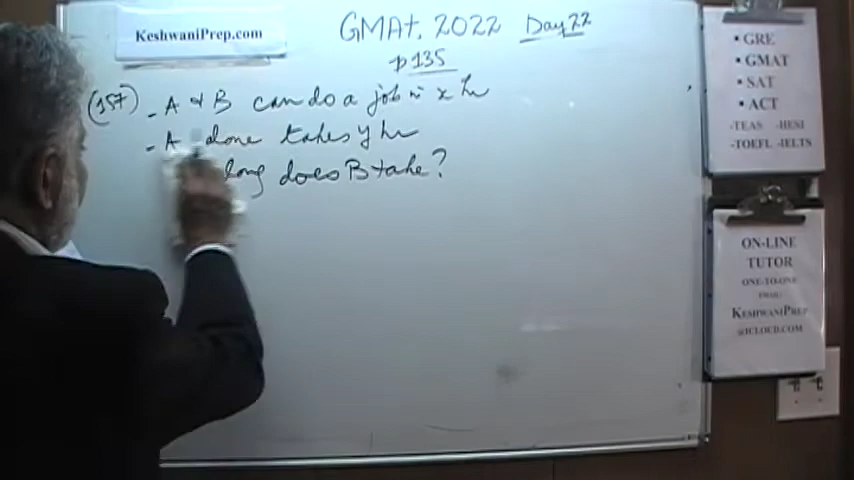 KeshwaniPrep.com
GMAT, 2022 Day 22
p 135
(157) - A & B can do a job in x hr
- A alone takes y hr
long does B take?
• GRE
• GMAT
• SAT
• ACT
-TEAS -HESI
-TOEFL -IELTS
ON-LINE
TUTOR
ONE-TO-ONE
EMAIL:
KESHWANIPREP
@ICLOUD.COM